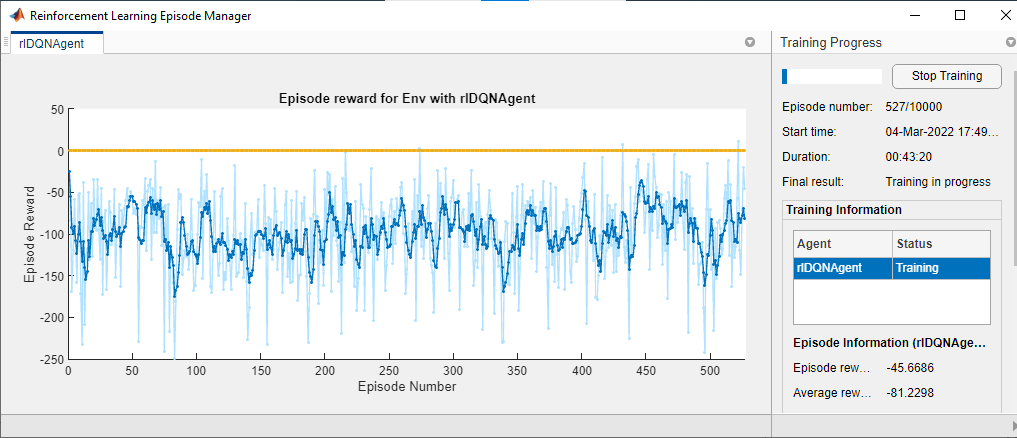 Reinforcement Learning Episode Manager
rlDQNAgent
Episode reward for Env with rlDQNAgent
50
0
-50
-100
-150
-200
-250
Episode Reward
0 50 100 150 200 250 300 350 400 450 500
Episode Number
Training Progress
Stop Training
Episode number: 527/10000
Start time: 04-Mar-2022 17:49...
Duration: 00:43:20
Final result: Training in progress
Training Information
Agent Status
rlDQNAgent Training
Episode Information (rlDQNAge...
Episode rew... -45.6686
Average rew... -81.2298